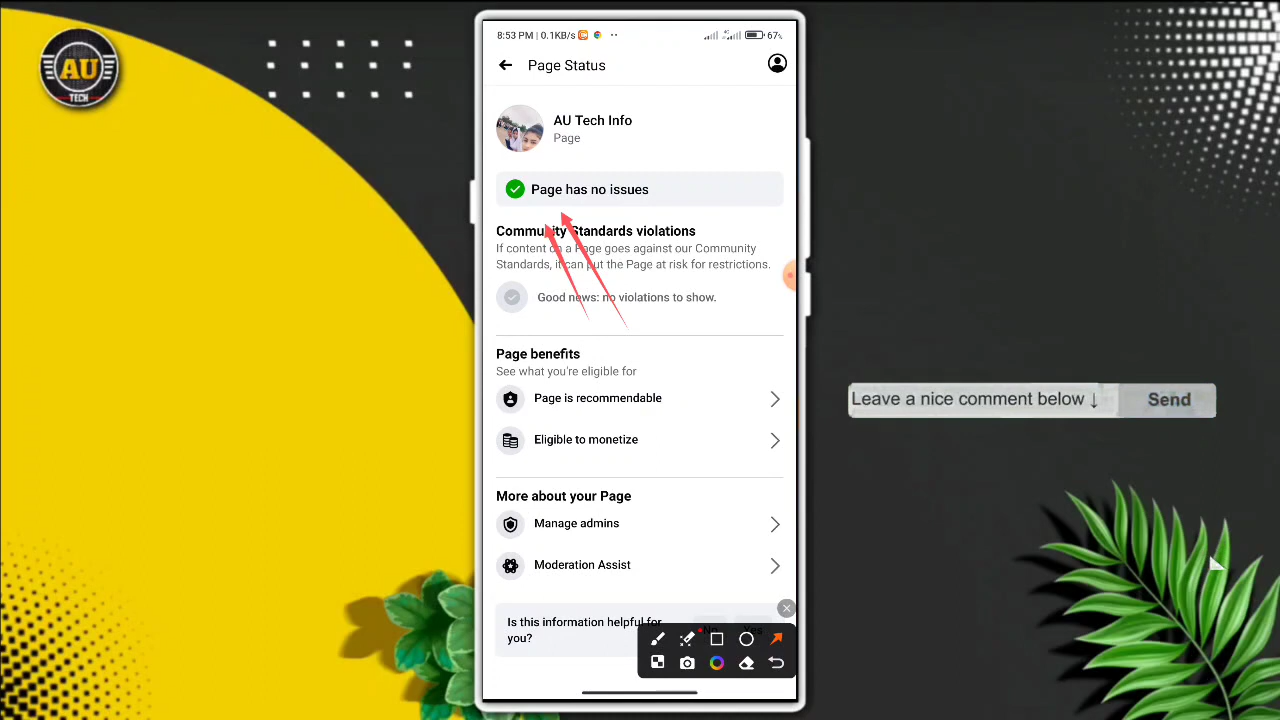 AU
TECH
8:53 PM | 0.1KB/s
67%
Page Status
AU Tech Info
Page
Page has no issues
Community Standards violations
If content on a Page goes against our Community
Standards, it can put the Page at risk for restrictions.
Good news: no violations to show.
Page benefits
See what you're eligible for
Page is recommendable
Eligible to monetize
More about your Page
Manage admins
Moderation Assist
Is this information helpful for
you?
Leave a nice comment below ↓
Send